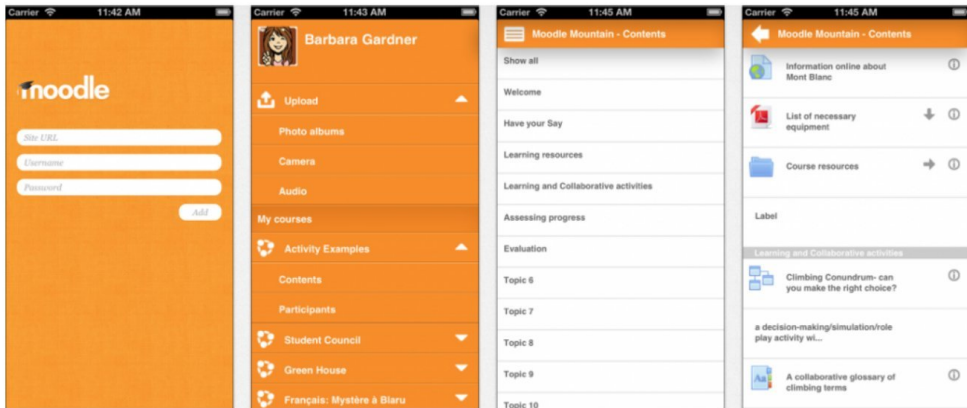 Carrier 11:42 AM
moodle
Site URL
Username
Password
Add
Carrier 11:43 AM
Barbara Gardner
Upload
Photo albums
Camera
Audio
My courses
Activity Examples
Contents
Participants
Student Council
Green House
Français: Mystère à Blaru
Carrier 11:45 AM
Moodle Mountain - Contents
Show all
Welcome
Have your Say
Learning resources
Learning and Collaborative activities
Assessing progress
Evaluation
Topic 6
Topic 7
Topic 8
Topic 9
Topic 10
Carrier 11:45 AM
Moodle Mountain - Contents
Information online about
Mont Blanc
List of necessary
equipment
Course resources
Label
Learning and Collaborative activities
Climbing Conundrum- can
you make the right choice?
a decision-making/simulation/role
play activity wi...
Aa
A collaborative glossary of
climbing terms